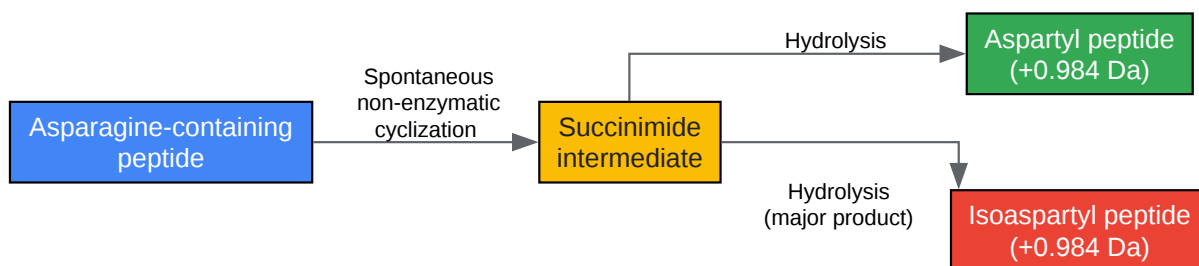 Asparagine-containing
peptide
Spontaneous
non-enzymatic
cyclization
Succinimide
intermediate
Hydrolysis
Aspartyl peptide
(+0.984 Da)
Hydrolysis
(major product)
Isoaspartyl peptide
(+0.984 Da)